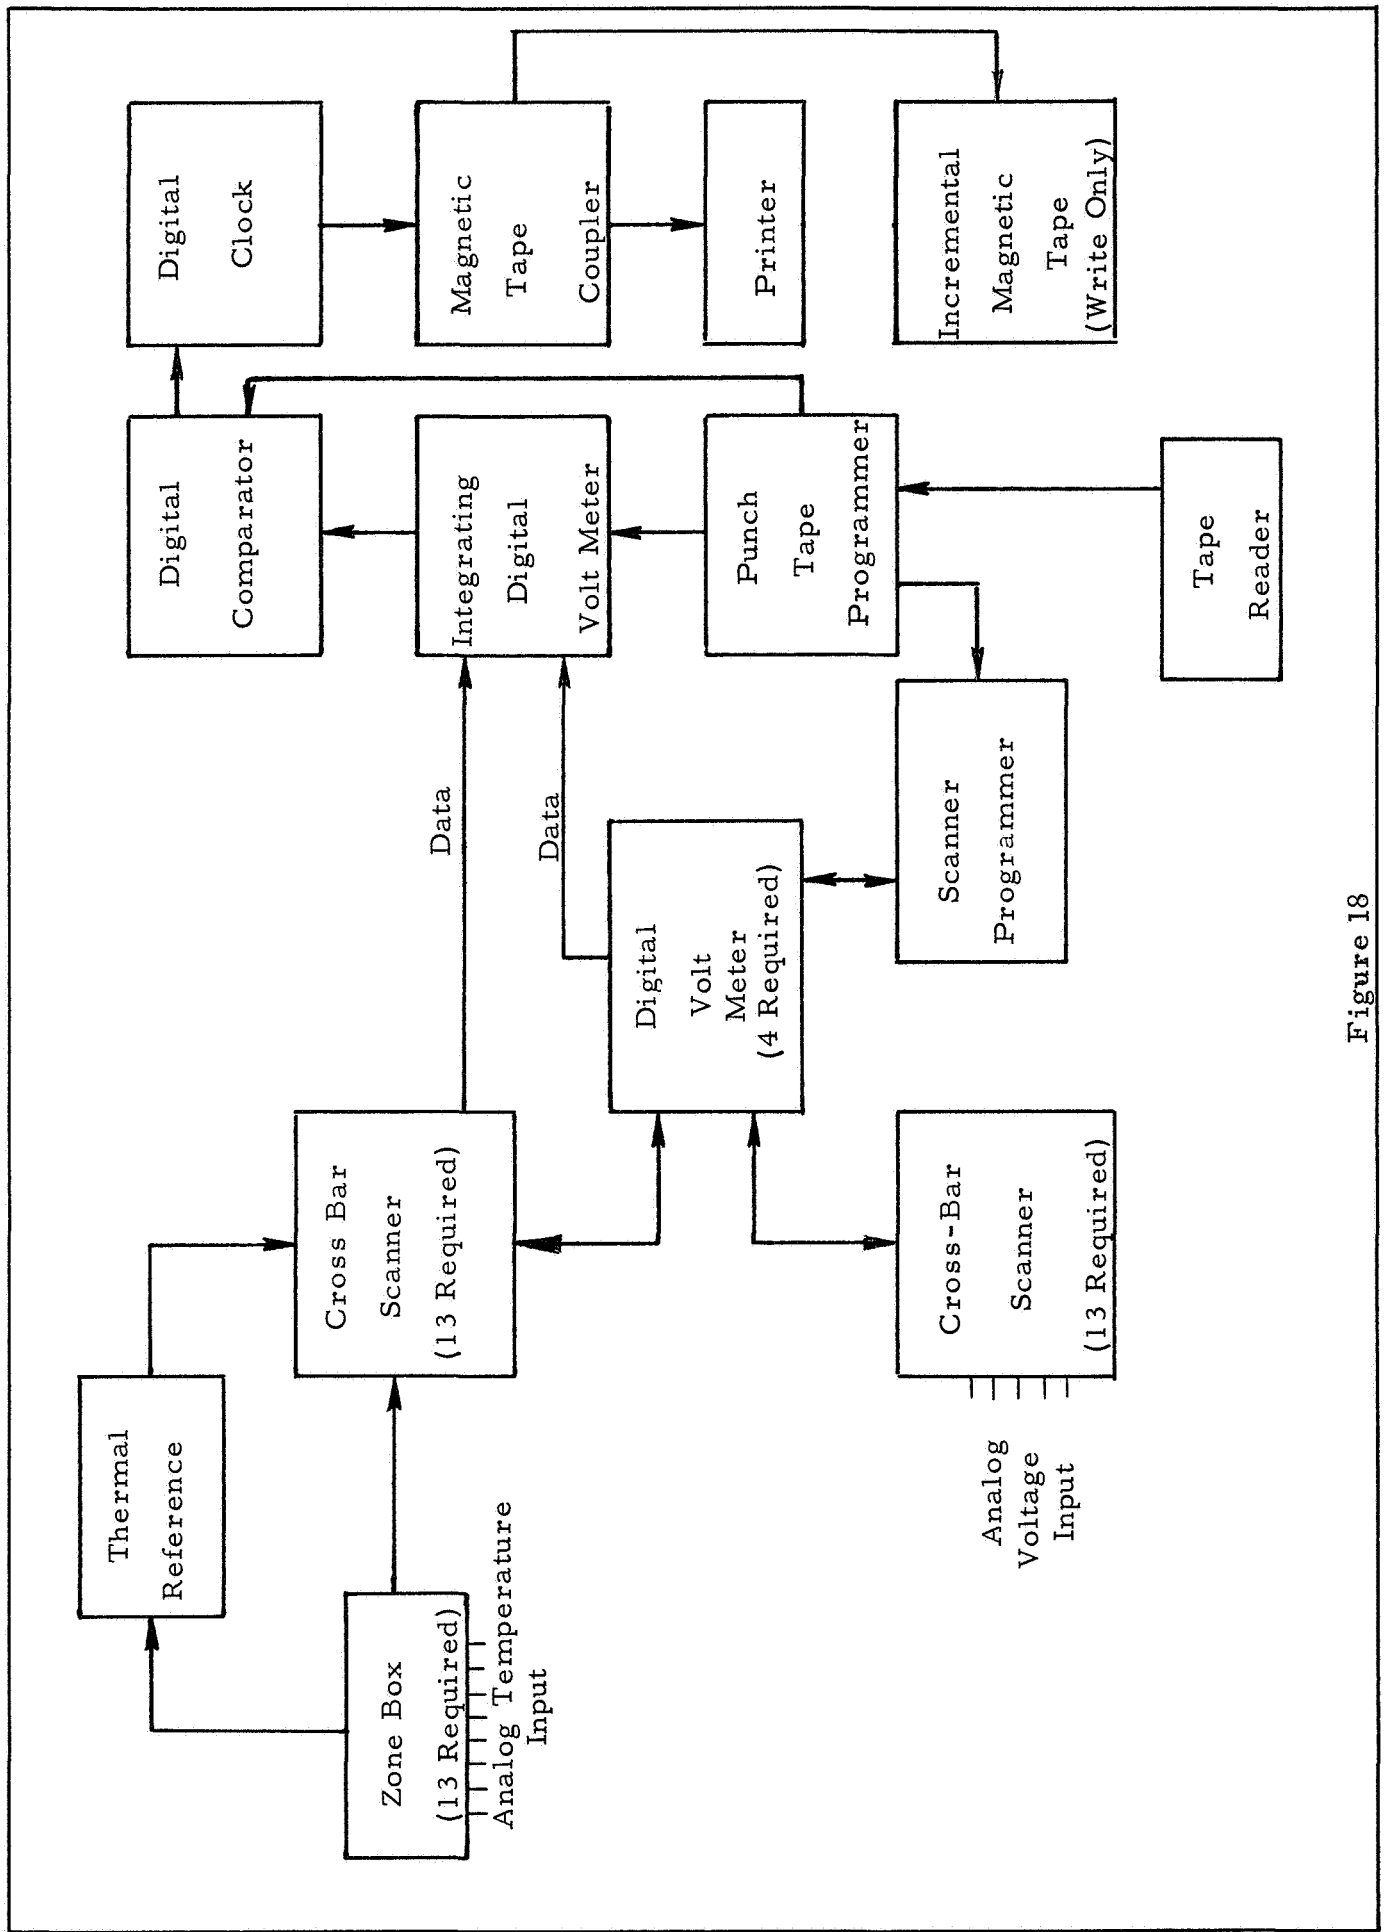 Thermal
Reference
Zone Box
(13 Required)
Analog Temperature
Input
Cross Bar
Scanner
(13 Required)
Data
Data
Digital
Volt
Meter
(4 Required)
Analog
Voltage
Input
Cross-Bar
Scanner
(13 Required)
Scanner
Programmer
Digital
Comparator
Integrating
Digital
Volt Meter
Punch
Tape
Programmer
Tape
Reader
Digital
Clock
Magnetic
Tape
Coupler
Printer
Incremental
Magnetic
Tape
(Write Only)
Figure 18